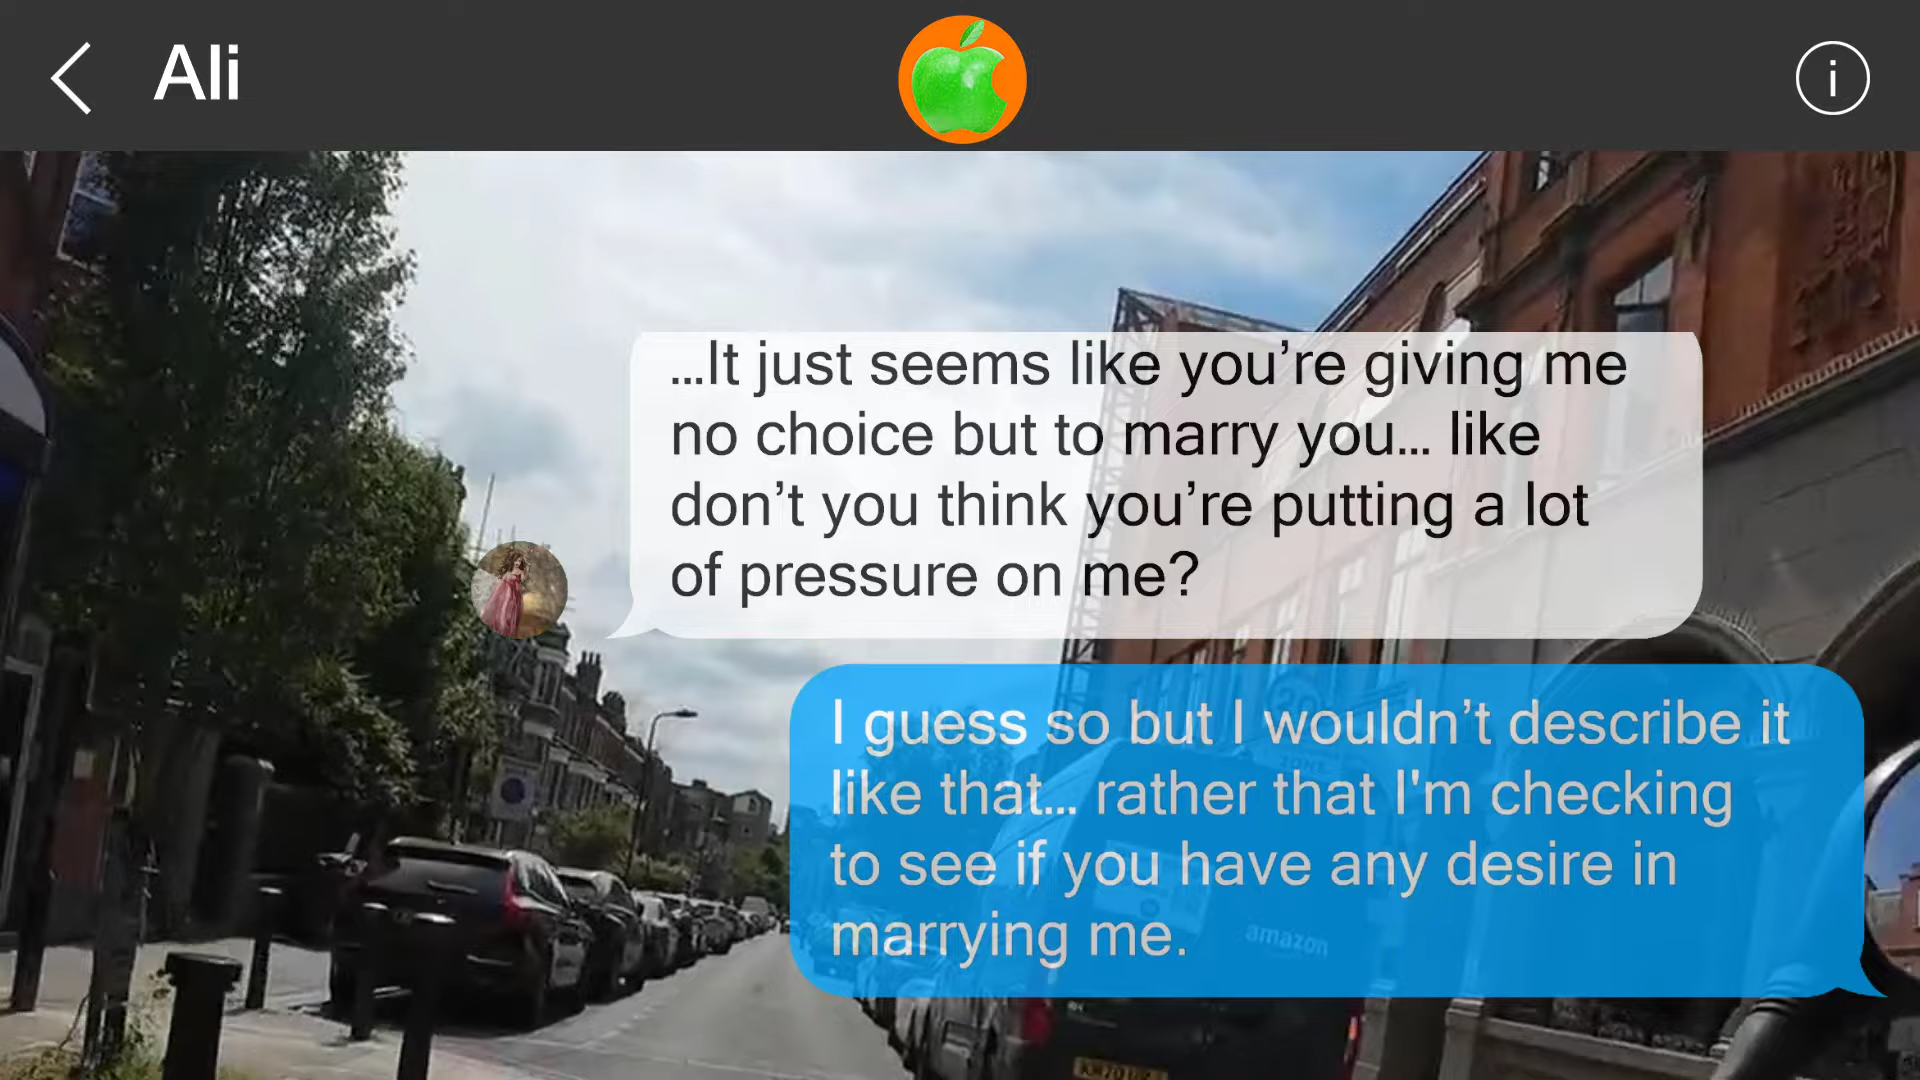 Ali
i
...It just seems like you’re giving me
no choice but to marry you... like
don’t you think you’re putting a lot
of pressure on me?
I guess so but I wouldn’t describe it
like that... rather that I'm checking
to see if you have any desire in
marrying me.
amazon